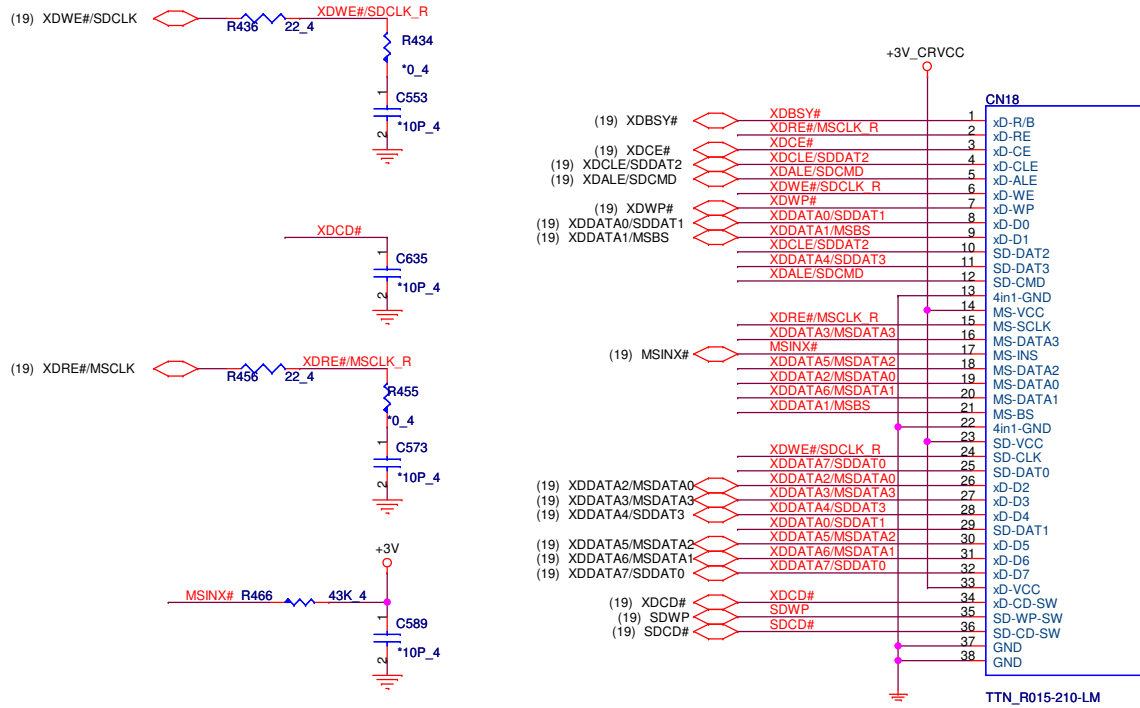 (19) XDWE#/SDCLK
XDWE#/SDCLK_R
R436 22_4
R434
*0_4
1
C553
*10P_4
2
XDCD#
1
C635
*10P_4
2
(19) XDRE#/MSCLK
XDRE#/MSCLK_R
R456 22_4
R455
*0_4
1
C573
*10P_4
2
+3V
MSINX# R466 43K_4
1
C589
*10P_4
2
+3V_CRVCC
CN18
(19) XDBSY# XDBSY# 1 xD-R/B
XDRE#/MSCLK_R 2 xD-RE
(19) XDCE# XDCE# 3 xD-CE
(19) XDCLE/SDDAT2 XDCLE/SDDAT2 4 xD-CLE
(19) XDALE/SDCMD XDALE/SDCMD 5 xD-ALE
XDWE#/SDCLK_R 6 xD-WE
(19) XDWP# XDWP# 7 xD-WP
(19) XDDATA0/SDDAT1 XDDATA0/SDDAT1 8 xD-D0
(19) XDDATA1/MSBS XDDATA1/MSBS 9 xD-D1
XDCLE/SDDAT2 10 SD-DAT2
XDDATA4/SDDAT3 11 SD-DAT3
XDALE/SDCMD 12 SD-CMD
13 4in1-GND
14 MS-VCC
XDRE#/MSCLK_R 15 MS-SCLK
XDDATA3/MSDATA3 16 MS-DATA3
(19) MSINX# MSINX# 17 MS-INS
XDDATA5/MSDATA2 18 MS-DATA2
XDDATA2/MSDATA0 19 MS-DATA0
XDDATA6/MSDATA1 20 MS-DATA1
XDDATA1/MSBS 21 MS-BS
22 4in1-GND
23 SD-VCC
XDWE#/SDCLK_R 24 SD-CLK
XDDATA7/SDDAT0 25 SD-DAT0
(19) XDDATA2/MSDATA0 XDDATA2/MSDATA0 26 xD-D2
(19) XDDATA3/MSDATA3 XDDATA3/MSDATA3 27 xD-D3
(19) XDDATA4/SDDAT3 XDDATA4/SDDAT3 28 xD-D4
XDDATA0/SDDAT1 29 SD-DAT1
(19) XDDATA5/MSDATA2 XDDATA5/MSDATA2 30 xD-D5
(19) XDDATA6/MSDATA1 XDDATA6/MSDATA1 31 xD-D6
(19) XDDATA7/SDDAT0 XDDATA7/SDDAT0 32 xD-D7
33 xD-VCC
(19) XDCD# XDCD# 34 xD-CD-SW
(19) SDWP SDWP 35 SD-WP-SW
(19) SDCD# SDCD# 36 SD-CD-SW
37 GND
38 GND
TTN_R015-210-LM